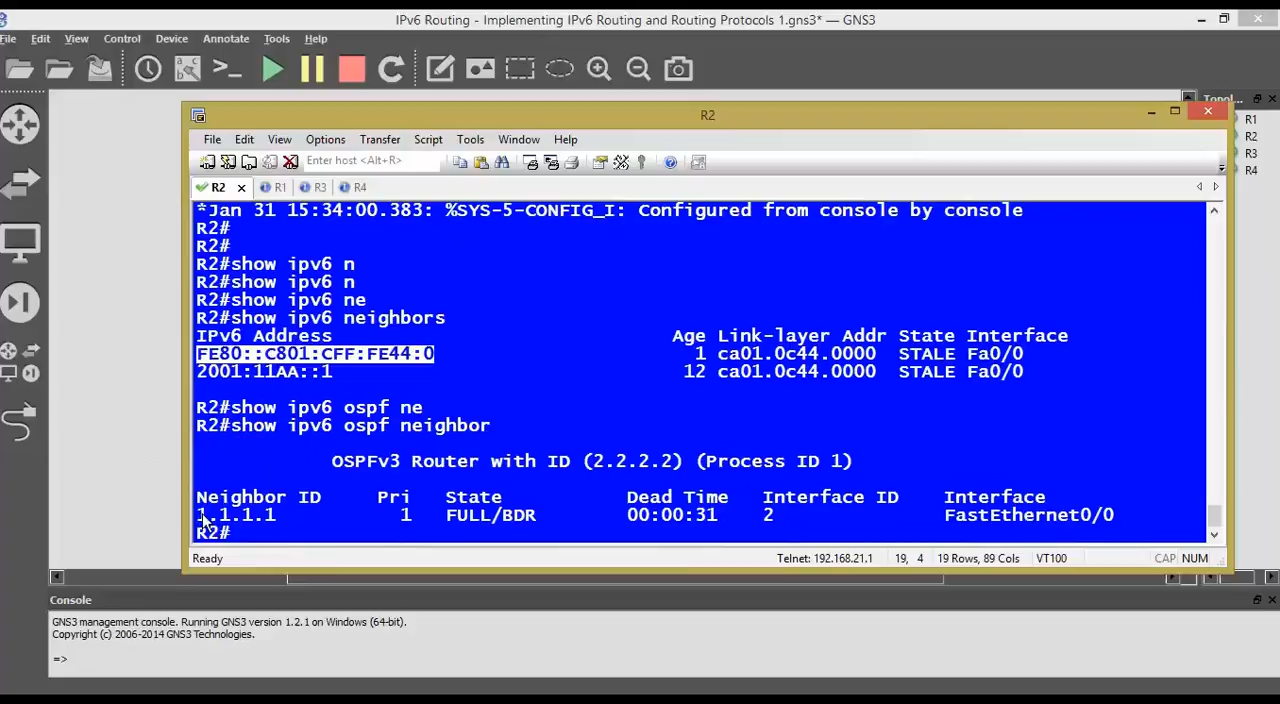 IPv6 Routing - Implementing IPv6 Routing and Routing Protocols 1.gns3* — GNS3
File Edit View Control Device Annotate Tools Help
Topol...
R1
R2
R3
R4
R2
File Edit View Options Transfer Script Tools Window Help
Enter host <Alt+R>
R2 R1 R3 R4
*Jan 31 15:34:00.383: %SYS-5-CONFIG_I: Configured from console by console
R2#
R2#
R2#show ipv6 n
R2#show ipv6 n
R2#show ipv6 ne
R2#show ipv6 neighbors
IPv6 Address Age Link-layer Addr State Interface
FE80::C801:CFF:FE44:0 1 ca01.0c44.0000 STALE Fa0/0
2001:11AA::1 12 ca01.0c44.0000 STALE Fa0/0
R2#show ipv6 ospf ne
R2#show ipv6 ospf neighbor
OSPFv3 Router with ID (2.2.2.2) (Process ID 1)
Neighbor ID Pri State Dead Time Interface ID Interface
1.1.1.1 1 FULL/BDR 00:00:31 2 FastEthernet0/0
R2#
Ready Telnet: 192.168.21.1 19, 4 19 Rows, 89 Cols VT100 CAP NUM
Console
GNS3 management console. Running GNS3 version 1.2.1 on Windows (64-bit).
Copyright (c) 2006-2014 GNS3 Technologies.
=>